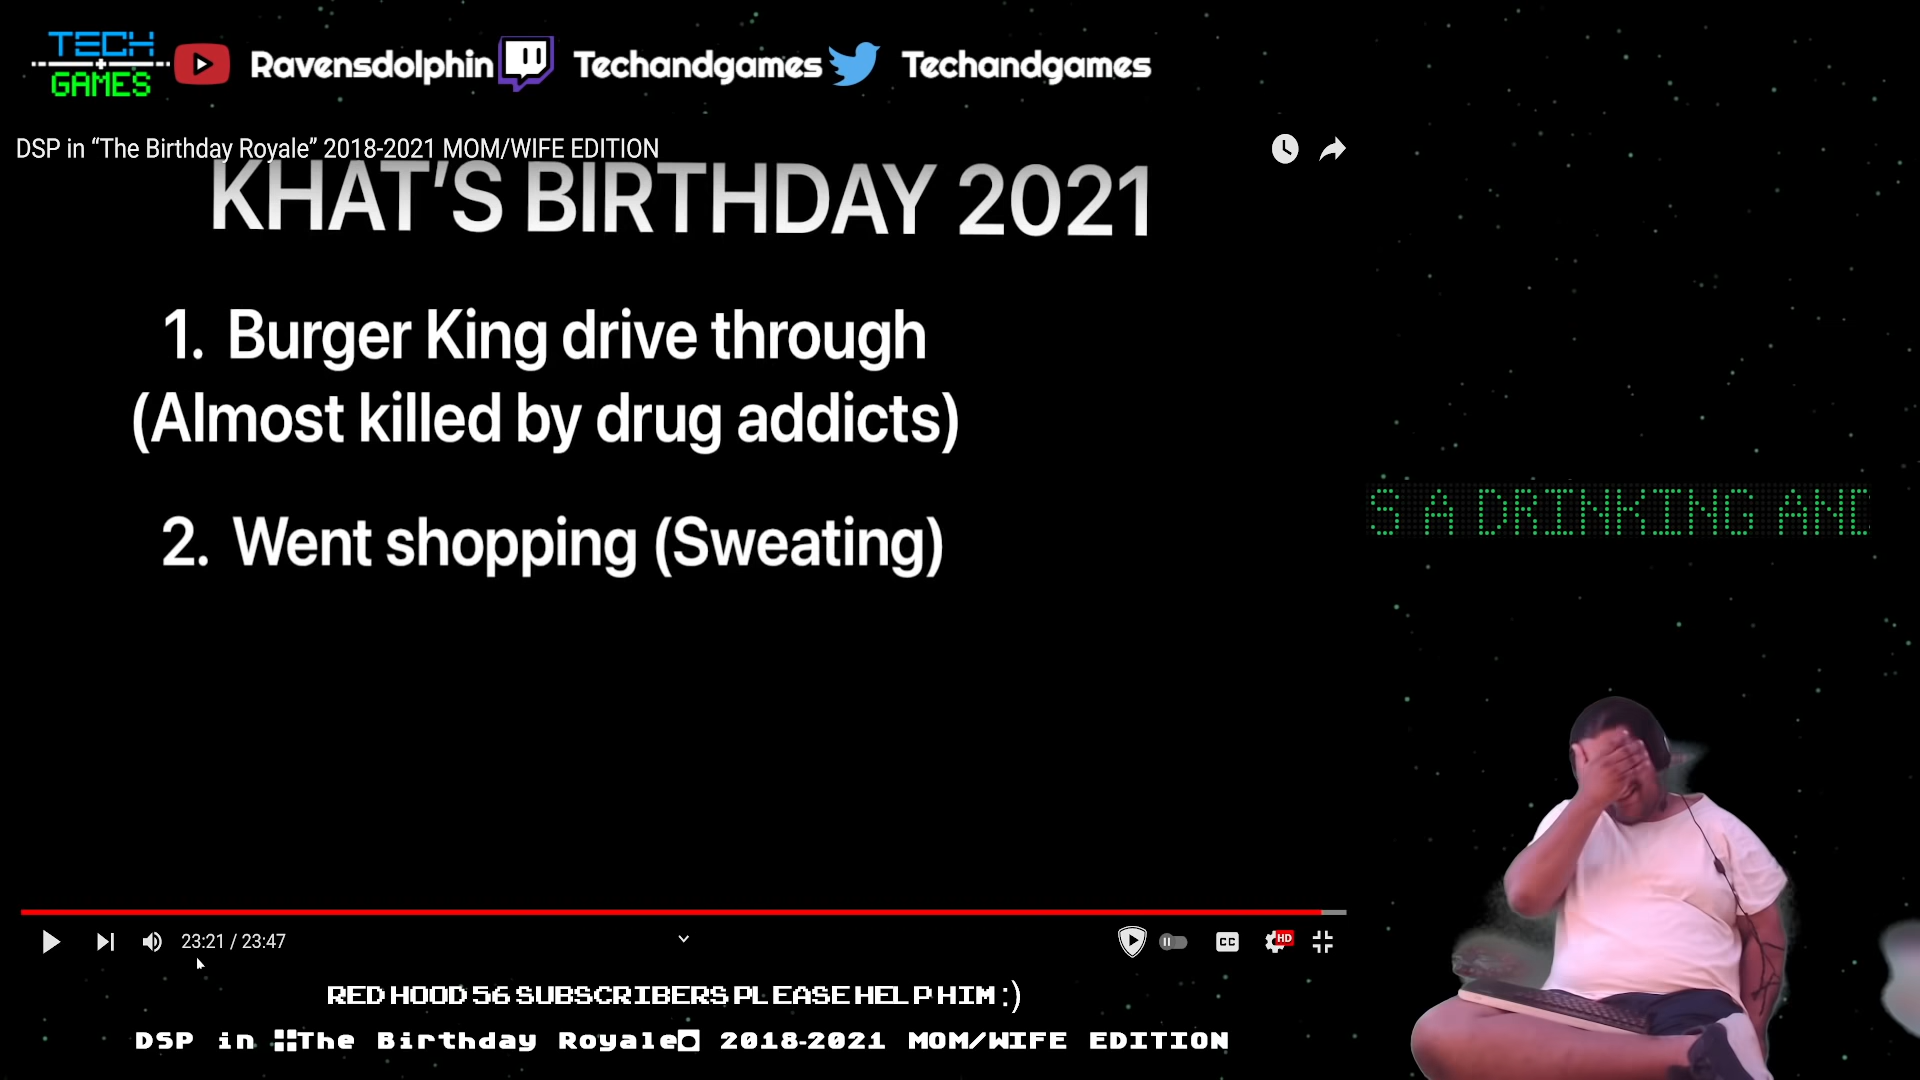 TECH
GAMES
Ravensdolphin
Techandgames
Techandgames
DSP in “The Birthday Royale” 2018-2021 MOM/WIFE EDITION
KHAT’S BIRTHDAY 2021
1. Burger King drive through
(Almost killed by drug addicts)
2. Went shopping (Sweating)
S A DRINKING AND
23:21 / 23:47
CC
HD
RED HOOD 56 SUBSCRIBERS PLEASE HELP HIM :)
DSP in The Birthday Royale 2018-2021 MOM/WIFE EDITION